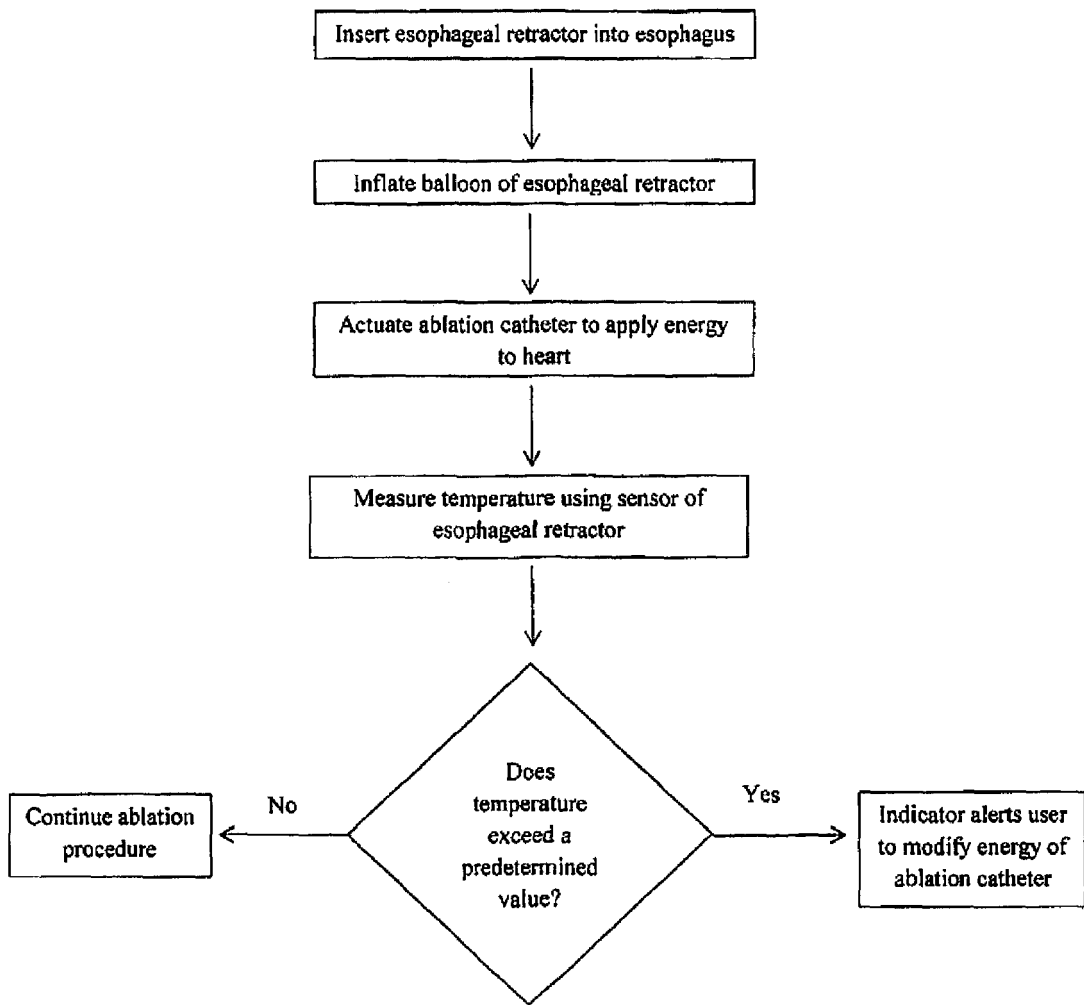 Insert esophageal retractor into esophagus
Inflate balloon of esophageal retractor
Actuate ablation catheter to apply energy
to heart
Measure temperature using sensor of
esophageal retractor
Does
temperature
exceed a
predetermined
value?
No
Continue ablation
procedure
Yes
Indicator alerts user
to modify energy of
ablation catheter